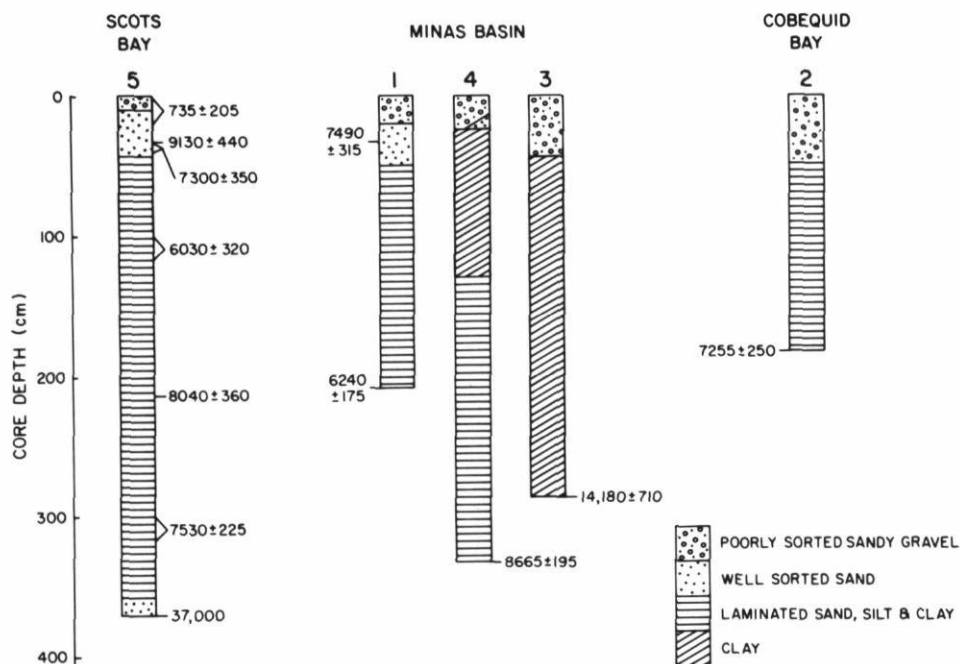 SCOTS
BAY
MINAS BASIN
COBEQUID
BAY
5
1
4
3
2
0
100
200
300
400
CORE DEPTH (cm)
735±205
9130±440
7300±350
6030±320
8040±360
7530±225
37,000
7490
±315
6240
±175
8665±195
14,180±710
7255±250
POORLY SORTED SANDY GRAVEL
WELL SORTED SAND
LAMINATED SAND, SILT & CLAY
CLAY